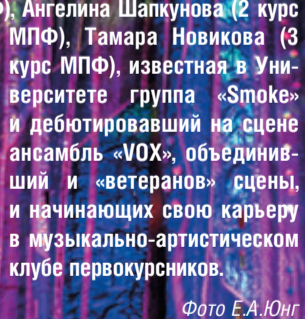 Ф), Ангелина Шапкунова (2 курс
МПФ), Тамара Новикова (3
курс МПФ), известная в Уни-
верситете группа «Smoke»
и дебютировавший на сцене
ансамбль «VOX», объединив-
ший и «ветеранов» сцены,
и начинающих свою карьеру
в музыкально-артистическом
клубе первокурсников.
Фото Е.А.Юнг